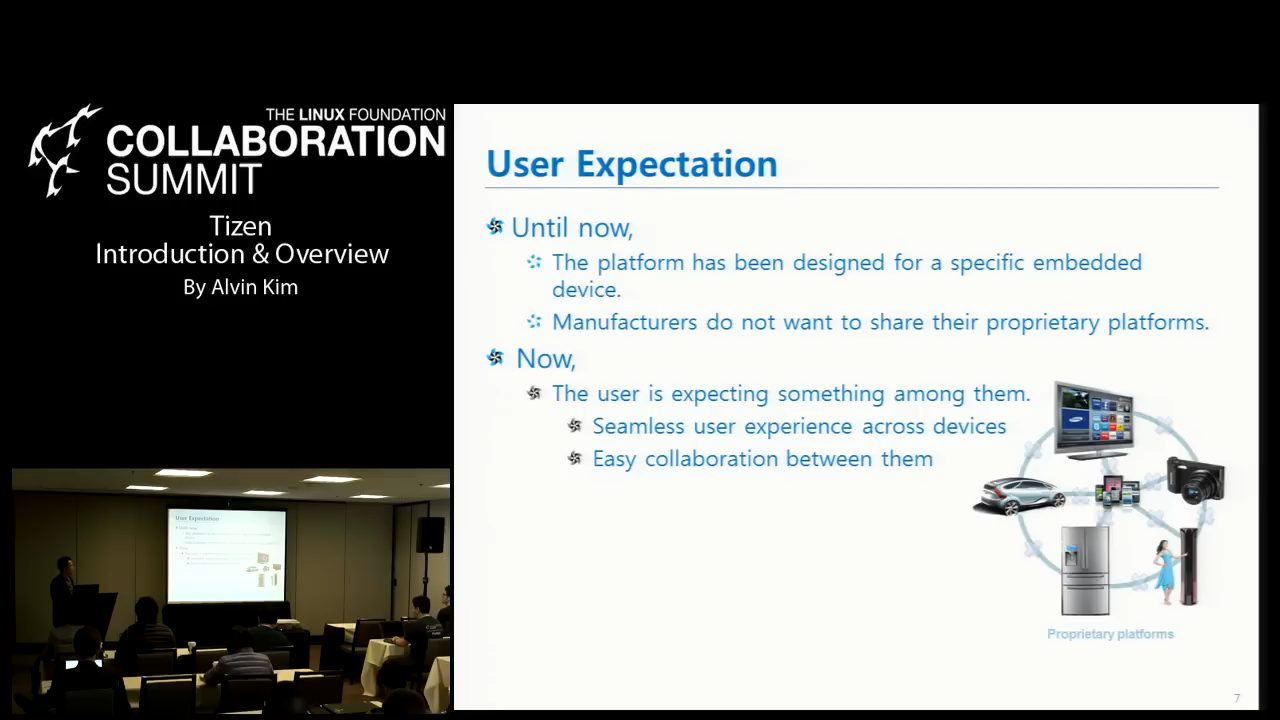 THE LINUX FOUNDATION
COLLABORATION
SUMMIT
Tizen
Introduction & Overview
By Alvin Kim
User Expectation
Until now,
The platform has been designed for a specific embedded
device.
Manufacturers do not want to share their proprietary platforms.
Now,
The user is expecting something among them.
Seamless user experience across devices
Easy collaboration between them
Proprietary platforms
7
User Expectation